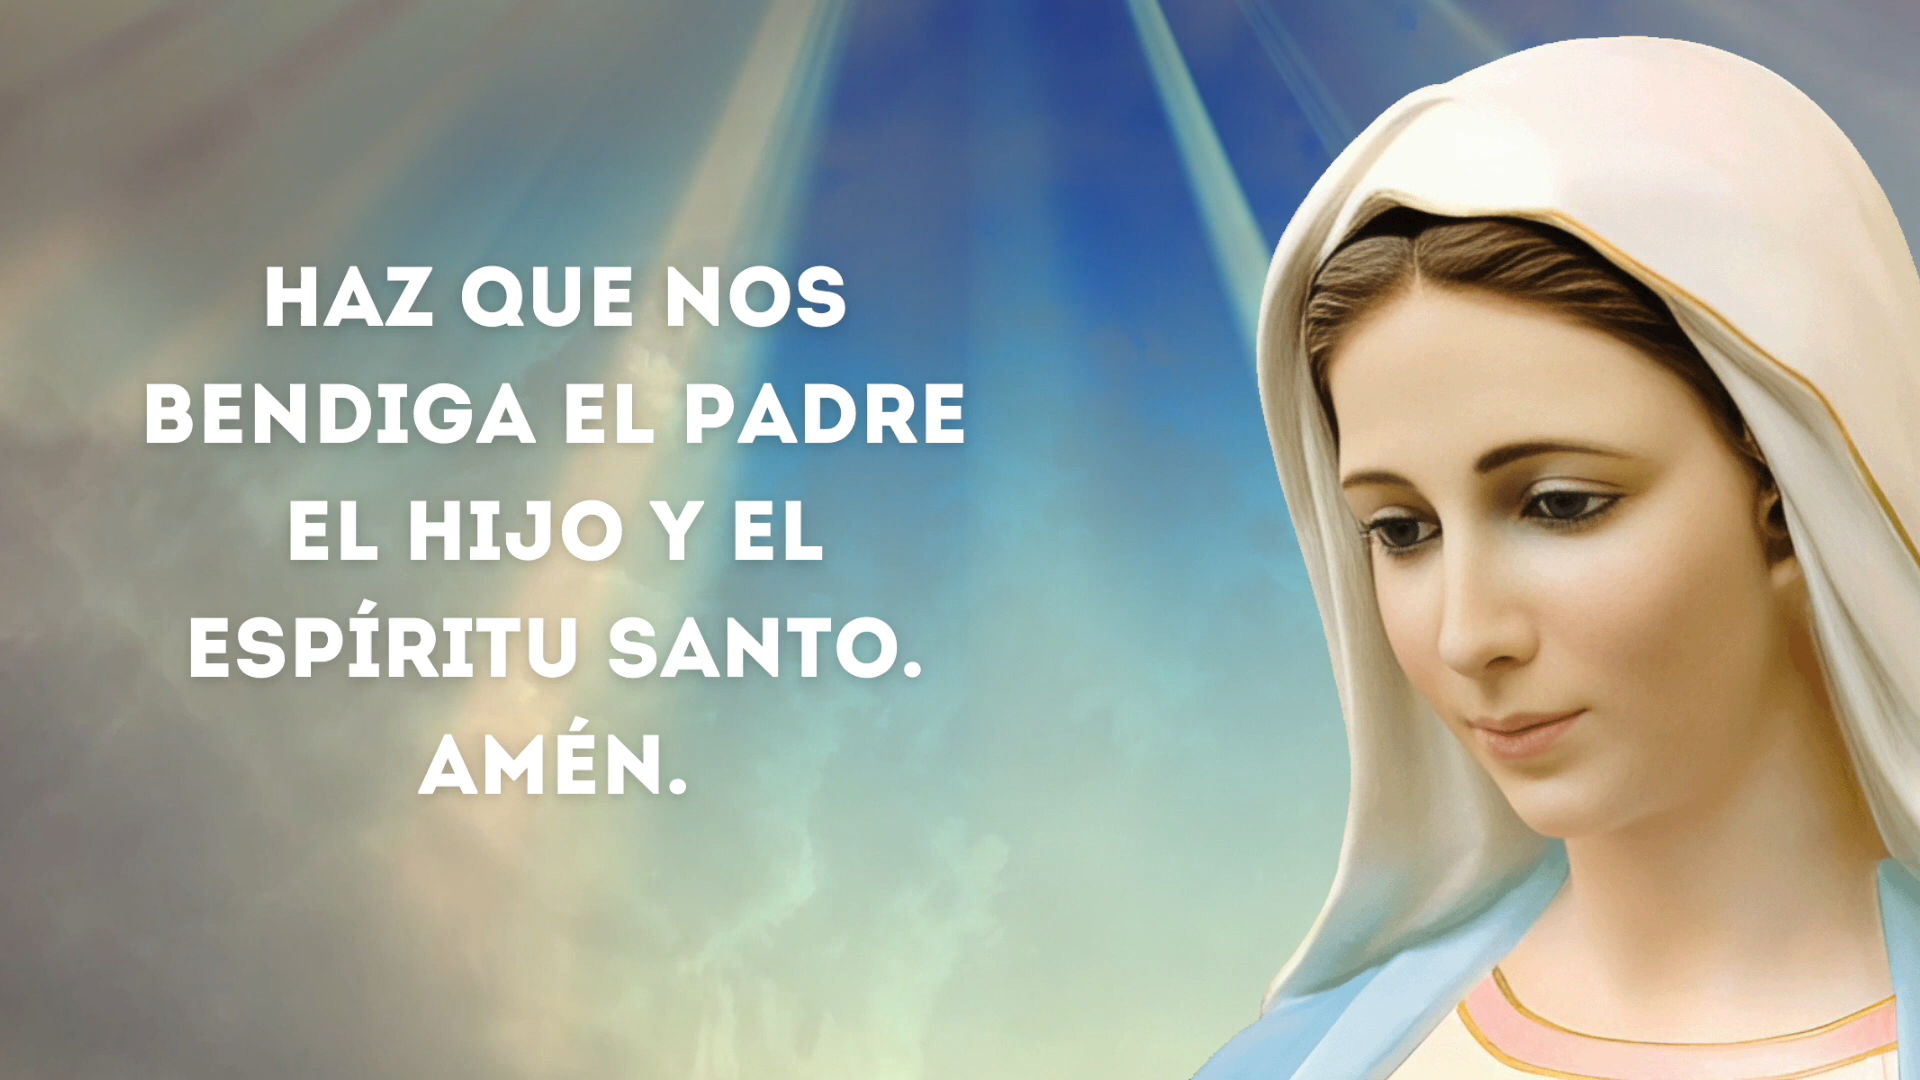 HAZ QUE NOS
BENDIGA EL PADRE
EL HIJO Y EL
ESPÍRITU SANTO.
AMÉN.